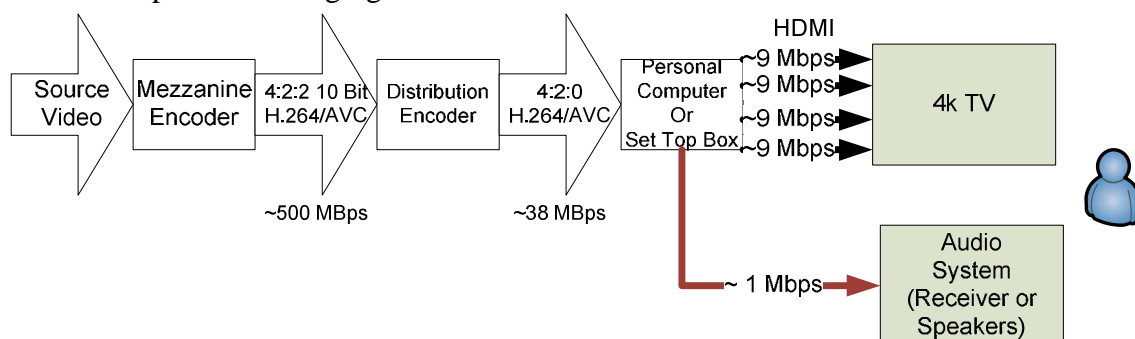 Source
Video
Mezzanine
Encoder
4:2:2 10 Bit
H.264/AVC
~500 MBps
Distribution
Encoder
4:2:0
H.264/AVC
~38 MBps
Personal
Computer
Or
Set Top Box
HDMI
~9 Mbps
~9 Mbps
~9 Mbps
~9 Mbps
4k TV
~ 1 Mbps
Audio
System
(Receiver or
Speakers)